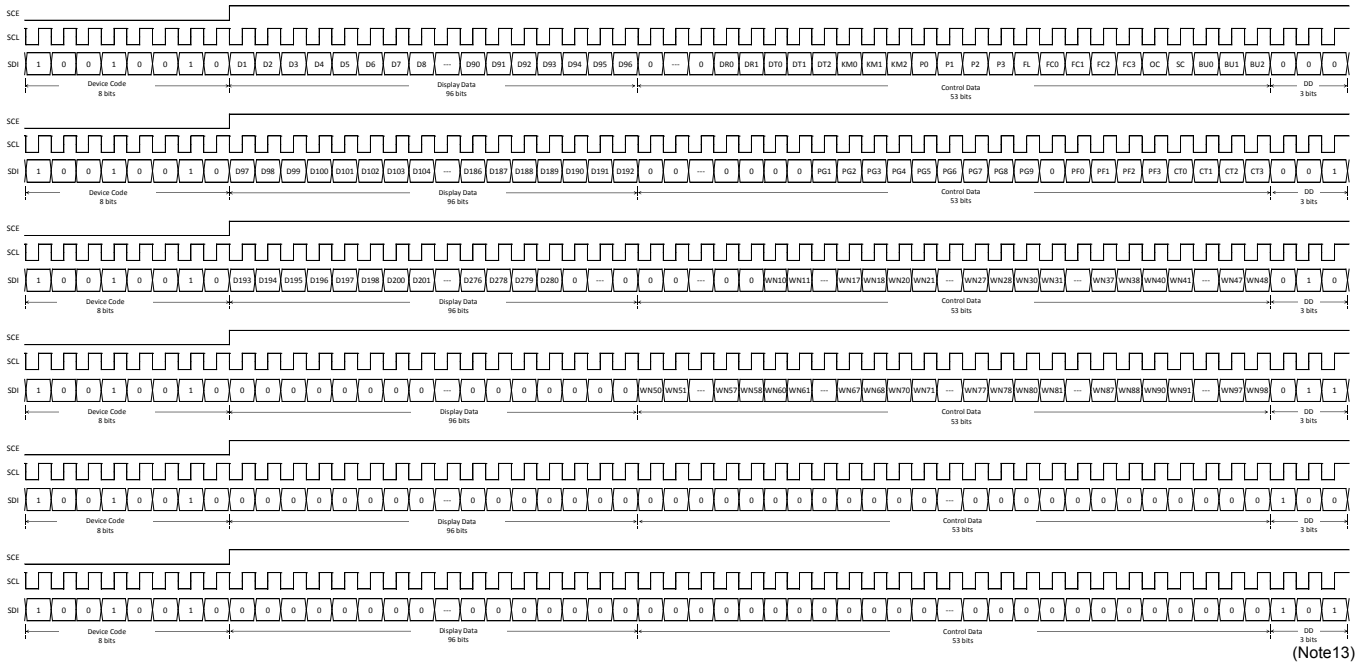 SCE
SCL
SDI 1 0 0 1 0 0 1 0 D1 D2 D3 D4 D5 D6 D7 D8 --- D90 D91 D92 D93 D94 D95 D96 0 --- 0 DR0 DR1 DT0 DT1 DT2 KM0 KM1 KM2 P0 P1 P2 P3 FL FC0 FC1 FC2 FC3 OC SC BU0 BU1 BU2 0 0 0
Device Code Display Data Control Data DD
8 bits 96 bits 53 bits 3 bits
SCE
SCL
SDI 1 0 0 1 0 0 1 0 D97 D98 D99 D100 D101 D102 D103 D104 --- D186 D187 D188 D189 D190 D191 D192 0 0 --- 0 0 0 0 PG1 PG2 PG3 PG4 PG5 PG6 PG7 PG8 PG9 0 PF0 PF1 PF2 PF3 CT0 CT1 CT2 CT3 0 0 1
Device Code Display Data Control Data DD
8 bits 96 bits 53 bits 3 bits
SCE
SCL
SDI 1 0 0 1 0 0 1 0 D193 D194 D195 D196 D197 D198 D200 D201 --- D276 D278 D279 D280 0 --- 0 0 0 --- 0 0 WN10 WN11 --- WN17 WN18 WN20 WN21 --- WN27 WN28 WN30 WN31 --- WN37 WN38 WN40 WN41 --- WN47 WN48 0 1 0
Device Code Display Data Control Data DD
8 bits 96 bits 53 bits 3 bits
SCE
SCL
SDI 1 0 0 1 0 0 1 0 0 0 0 0 0 0 0 0 --- 0 0 0 0 0 0 0 WN50 WN51 --- WN57 WN58 WN60 WN61 --- WN67 WN68 WN70 WN71 --- WN77 WN78 WN80 WN81 --- WN87 WN88 WN90 WN91 --- WN97 WN98 0 1 1
Device Code Display Data Control Data DD
8 bits 96 bits 53 bits 3 bits
SCE
SCL
SDI 1 0 0 1 0 0 1 0 0 0 0 0 0 0 0 0 --- 0 0 0 0 0 0 0 0 0 0 0 0 0 0 0 0 0 0 0 --- 0 0 0 0 0 0 0 0 0 0 0 0 1 0 0
Device Code Display Data Control Data DD
8 bits 96 bits 53 bits 3 bits
SCE
SCL
SDI 1 0 0 1 0 0 1 0 0 0 0 0 0 0 0 0 --- 0 0 0 0 0 0 0 0 0 0 0 0 0 0 0 0 0 0 0 --- 0 0 0 0 0 0 0 0 0 0 0 0 1 0 1
Device Code Display Data Control Data DD
8 bits 96 bits 53 bits 3 bits
(Note13)